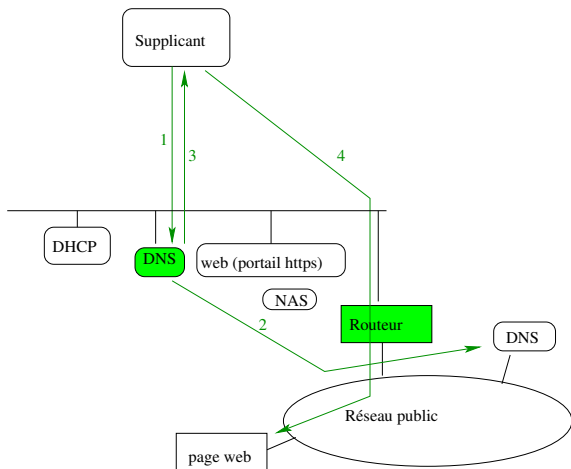 Supplicant
1
3
4
DHCP
DNS
web (portail https)
NAS
2
Routeur
DNS
Réseau public
page web